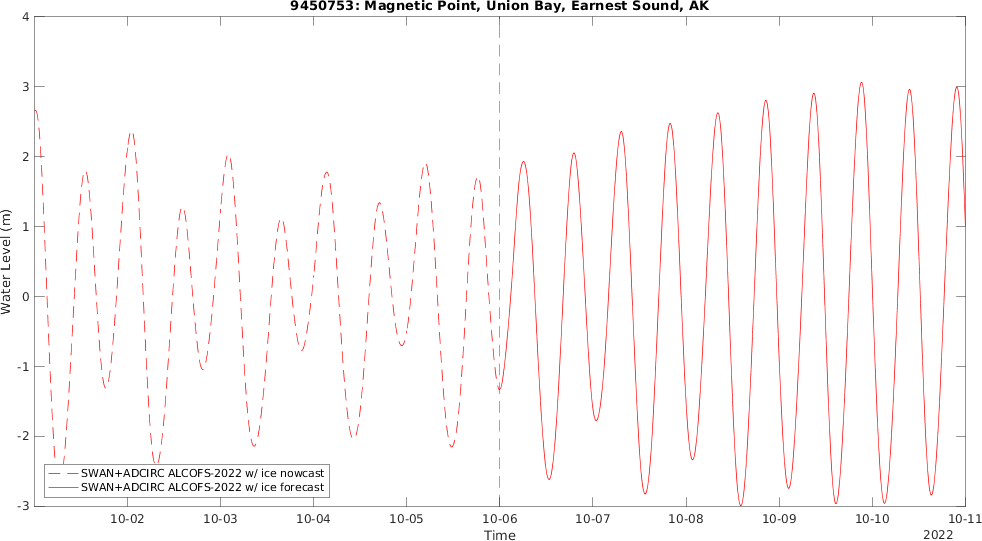 9450753: Magnetic Point, Union Bay, Earnest Sound, AK
4
3
2
1
0
-1
-2
-3
Water Level (m)
SWAN+ADCIRC ALCOFS-2022 w/ ice nowcast
SWAN+ADCIRC ALCOFS-2022 w/ ice forecast
10-02 10-03 10-04 10-05 10-06 10-07 10-08 10-09 10-10 10-11
Time
2022